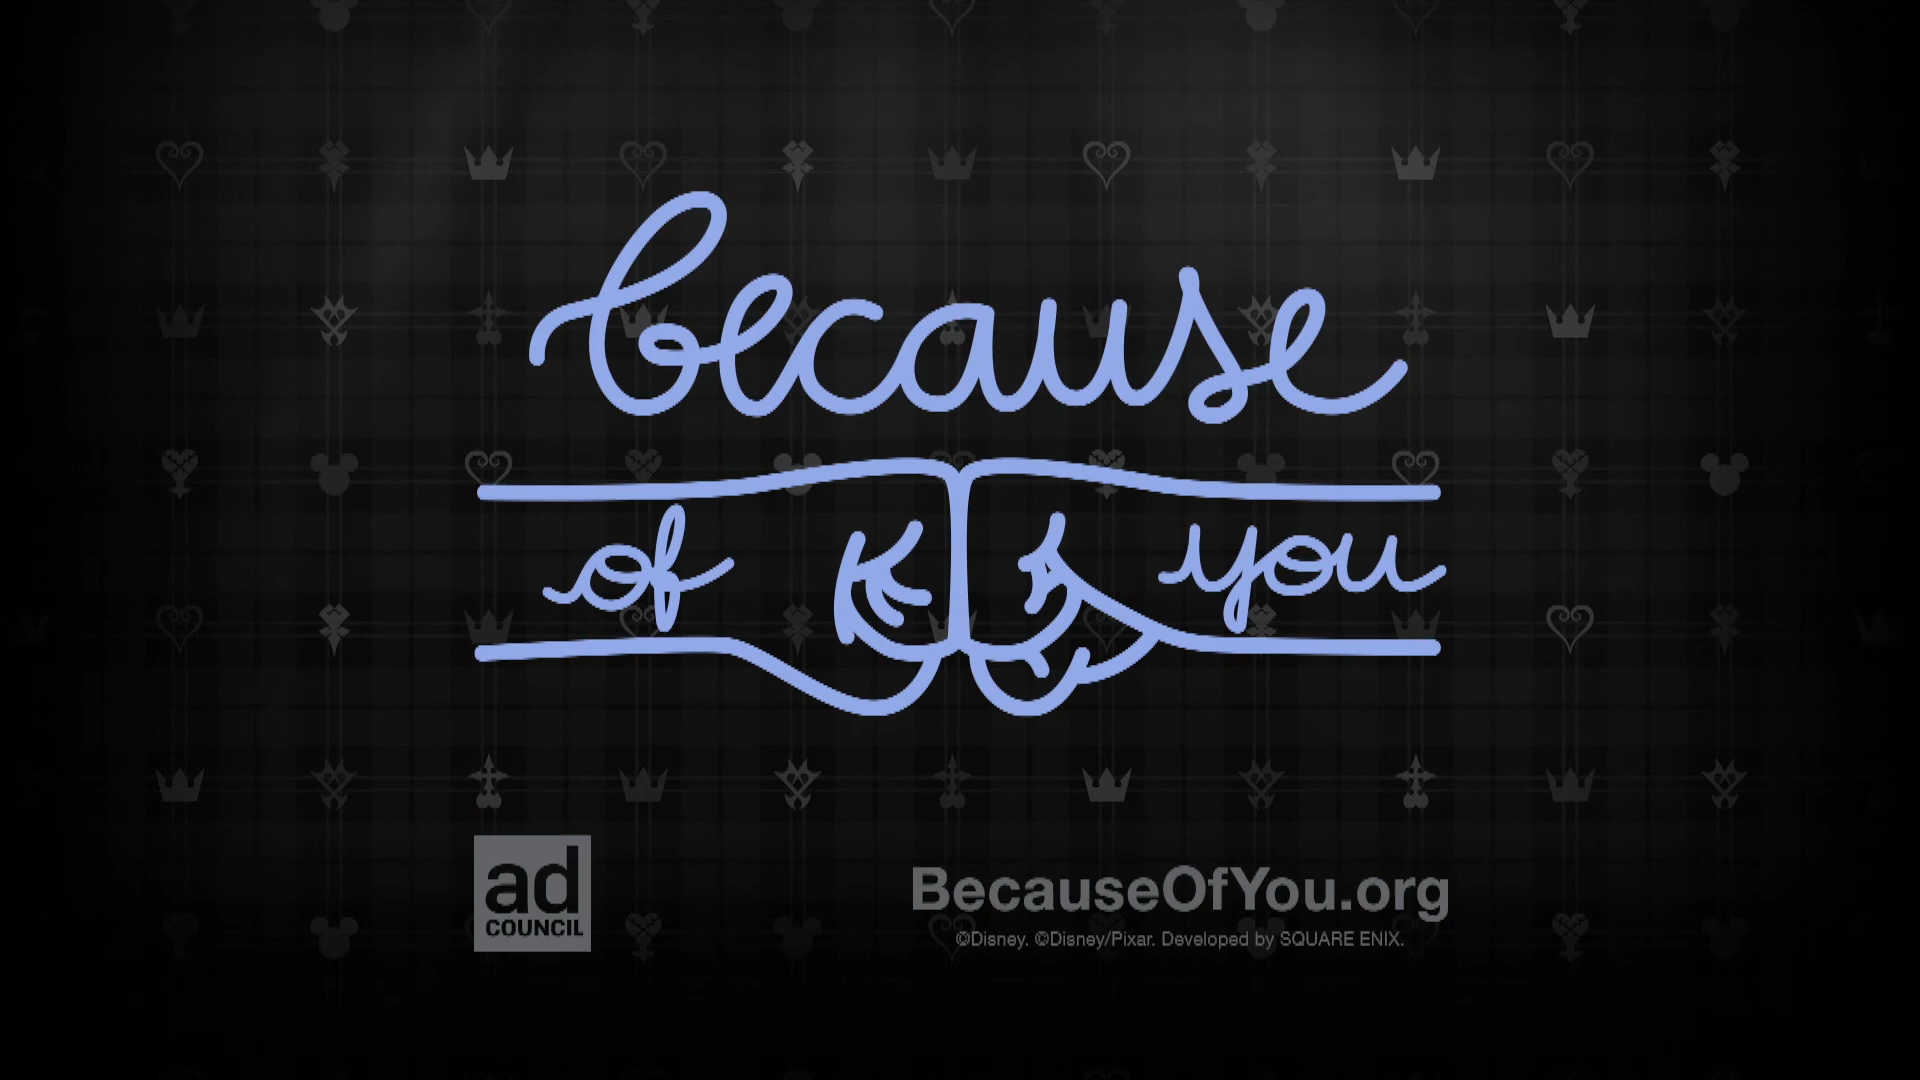 because
of you
ad
COUNCIL
BecauseOfYou.org
©Disney. ©Disney/Pixar. Developed by SQUARE ENIX.